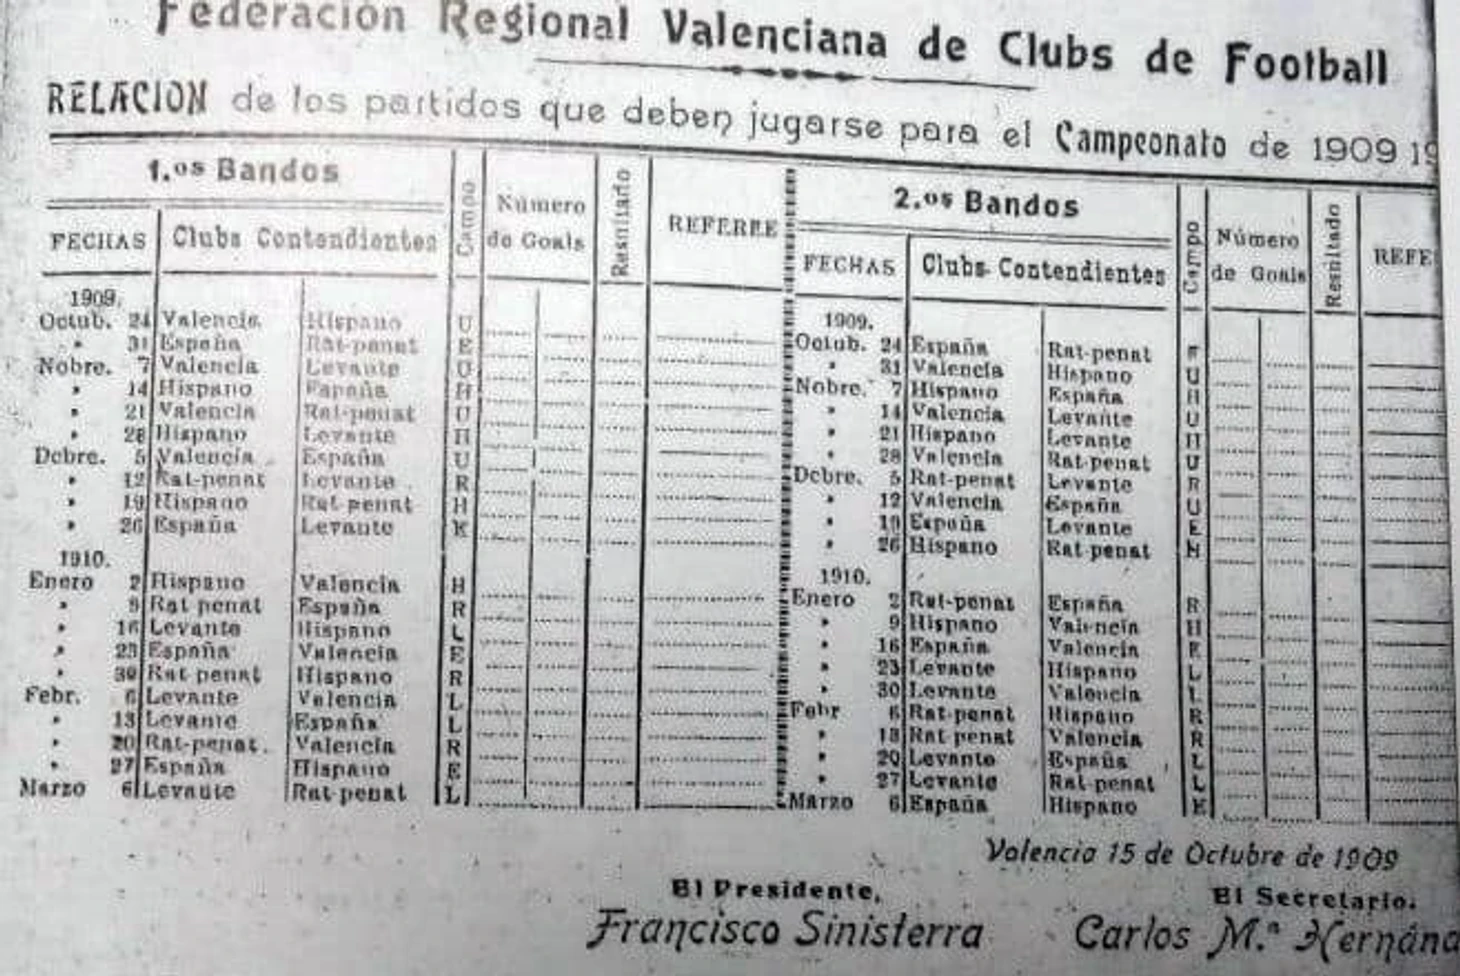 Federación Regional Valenciana de Clubs de Football
RELACION de los partidos que deben jugarse para el Campeonato de 1909 19
1.os Bandos
FECHAS Clubs Contendientes Campo Número de Goals Resultado REFERRE
1909.
Octub. 24 Valencia Hispano U
» 31 España Rat-penat E
Nobre. 7 Valencia Levante U
» 14 Hispano España H
» 21 Valencia Rat-penat U
» 28 Hispano Levante H
Dcbre. 5 Valencia España U
» 12 Rat-penat Levante R
» 19 Hispano Rat penat H
» 26 España Levante E
1910.
Enero 2 Hispano Valencia H
» 9 Rat penat España R
» 16 Levante Hispano L
» 23 España Valencia E
» 30 Rat penat Hispano R
Febr. 6 Levante Valencia L
» 13 Levante España L
» 20 Rat-penat. Valencia R
» 27 España Hispano E
Marzo 6 Levante Rat-penat L
2.os Bandos
FECHAS Clubs Contendientes Campo Número de Goals Resultado REFE
1909.
Octub. 24 España Rat-penat E
» 31 Valencia Hispano U
Nobre. 7 Hispano España H
» 14 Valencia Levante U
» 21 Hispano Levante H
» 28 Valencia Rat-penat U
Dcbre. 5 Rat-penat Levante R
» 12 Valencia España U
» 19 España Levante E
» 26 Hispano Rat penat H
1910.
Enero 2 Rat-penat España R
» 9 Hispano Valencia H
» 16 España Valencia E
» 23 Levante Hispano L
» 30 Levante Valencia L
Febr 6 Rat-penat Hispano R
» 13 Rat penat Valencia R
» 20 Levante España L
» 27 Levante Rat-penat L
Marzo 6 España Hispano E
Valencia 15 de Octubre de 1909
El Presidente,
Francisco Sinisterra
El Secretario.
Carlos M.ª Hernánd